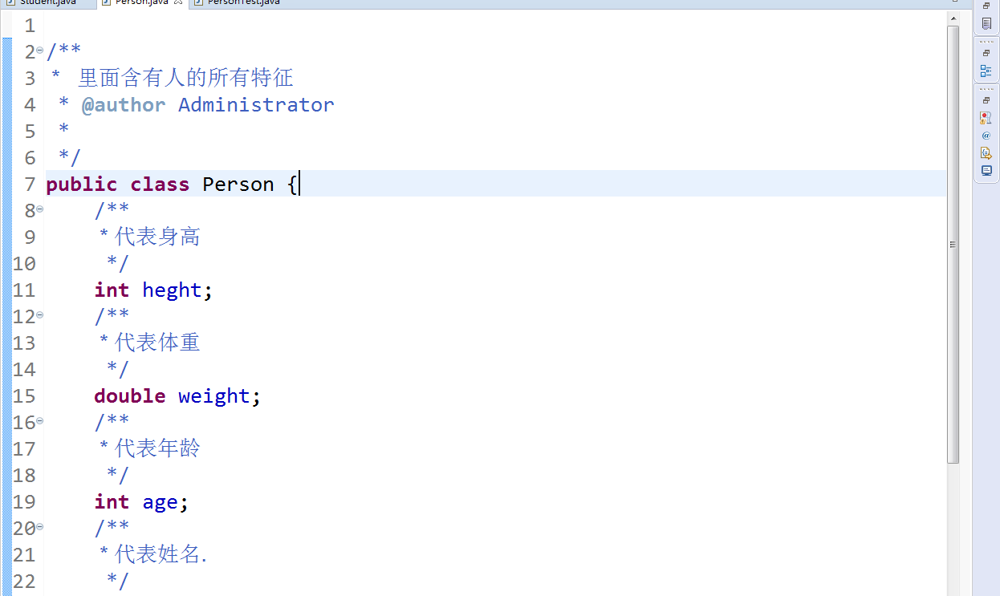 Student.java Person.java PersonTest.java
1
2 /**
3 * 里面含有人的所有特征
4 * @author Administrator
5 *
6 */
7 public class Person {
8 /**
9 * 代表身高
10 */
11 int heght;
12 /**
13 * 代表体重
14 */
15 double weight;
16 /**
17 * 代表年龄
18 */
19 int age;
20 /**
21 * 代表姓名.
22 */